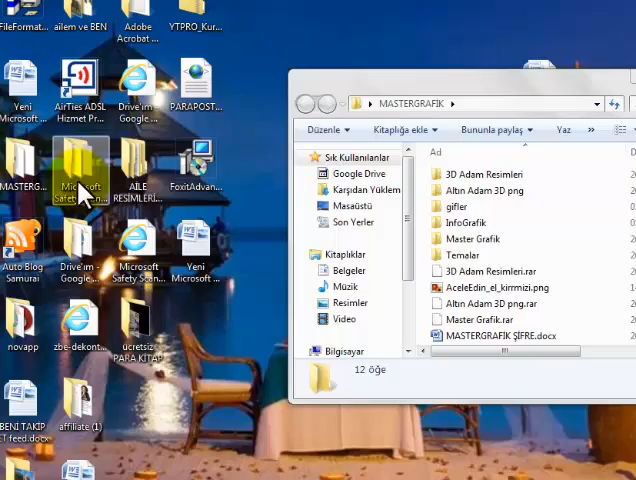 FileFormat...
ailem ve BEN
Adobe
Acrobat ...
YTPRO_Kur...
Yeni
Microsoft ...
AirTies ADSL
Hizmet Pr...
Drive'ım -
Google ...
PARAPOST...
MASTERG...
Microsoft
AİLE
RESİMLERİ...
FoxitAdvan...
Auto Blog
Samurai
Drive'ım -
Google ...
Microsoft
Safety Scan...
Yeni
Microsoft ...
novapp
zbe-dekont...
ücretsiz
PARA KİTAP
BENİ TAKİP
ET feed.docx
affiliate (1)
MASTERGRAFİK
Düzenle
Kitaplığa ekle
Bununla paylaş
Yaz
»
Sık Kullanılanlar
Google Drive
Karşıdan Yüklem
Masaüstü
Son Yerler
Kitaplıklar
Belgeler
Müzik
Resimler
Video
Bilgisayar
Ad
3D Adam Resimleri
Altın Adam 3D png
gifler
InfoGrafik
Master Grafik
Temalar
3D Adam Resimleri.rar
AceleEdin_el_kirmizi.png
Altın Adam 3D png.rar
Master Grafik.rar
MASTERGRAFİK ŞİFRE.docx
12 öğe